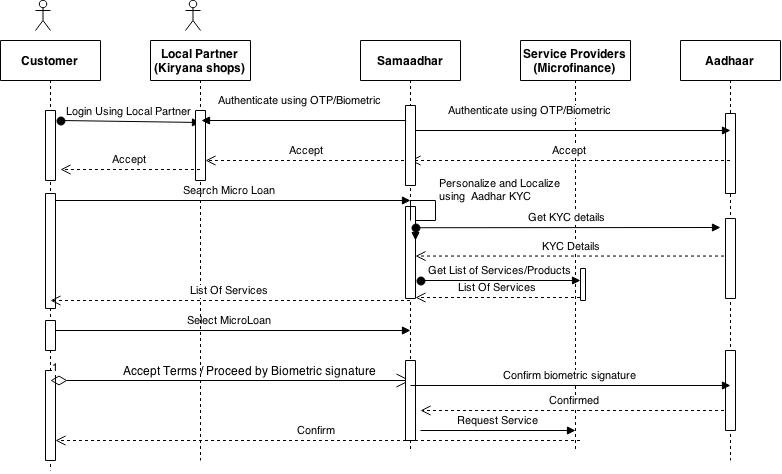 Customer
Local Partner
(Kiryana shops)
Samaadhar
Service Providers
(Microfinance)
Aadhaar
Login Using Local Partner
Authenticate using OTP/Biometric
Authenticate using OTP/Biometric
Accept
Accept
Accept
Search Micro Loan
Personalize and Localize
using Aadhar KYC
Get KYC details
KYC Details
Get List of Services/Products
List Of Services
List Of Services
Select MicroLoan
1
Accept Terms / Proceed by Biometric signature
Confirm biometric signature
Confirmed
Request Service
Confirm